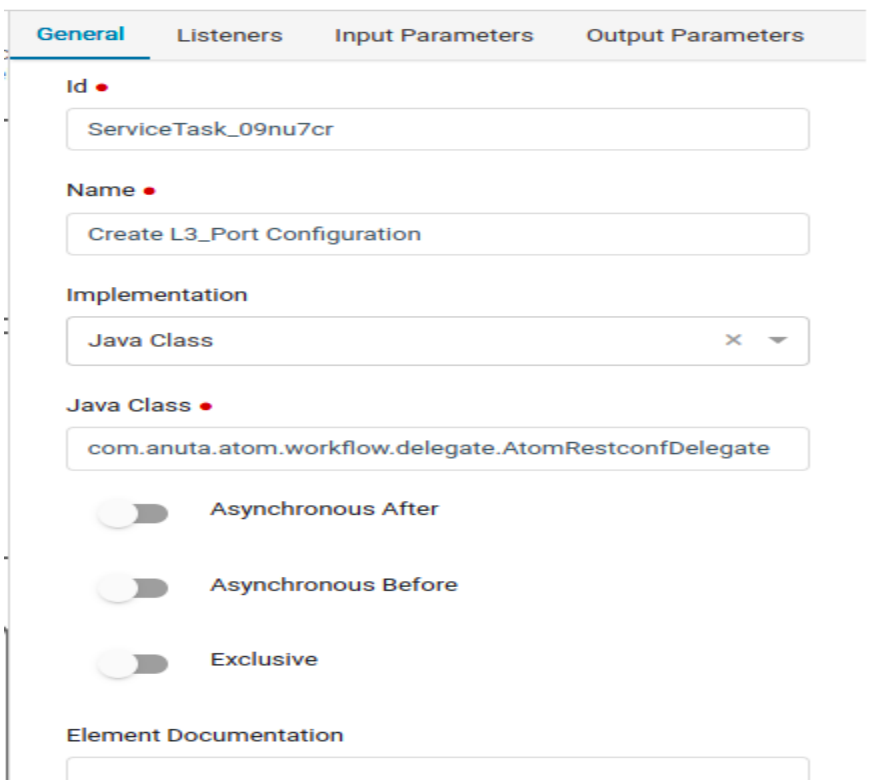 General Listeners Input Parameters Output Parameters
Id
ServiceTask_09nu7cr
Name
Create L3_Port Configuration
Implementation
Java Class
Java Class
com.anuta.atom.workflow.delegate.AtomRestconfDelegate
Asynchronous After
Asynchronous Before
Exclusive
Element Documentation